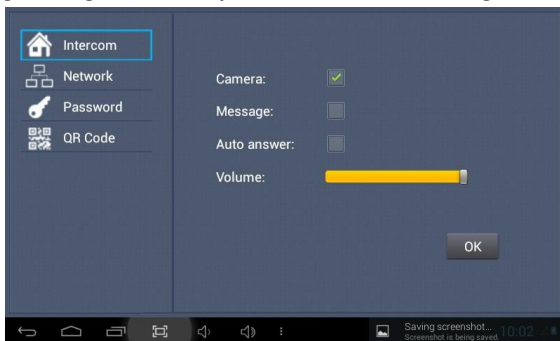 Intercom
Network
Password
QR Code
Camera:
Message:
Auto answer:
Volume:
OK
Saving screenshot...
Screenshot is being saved.
10:02